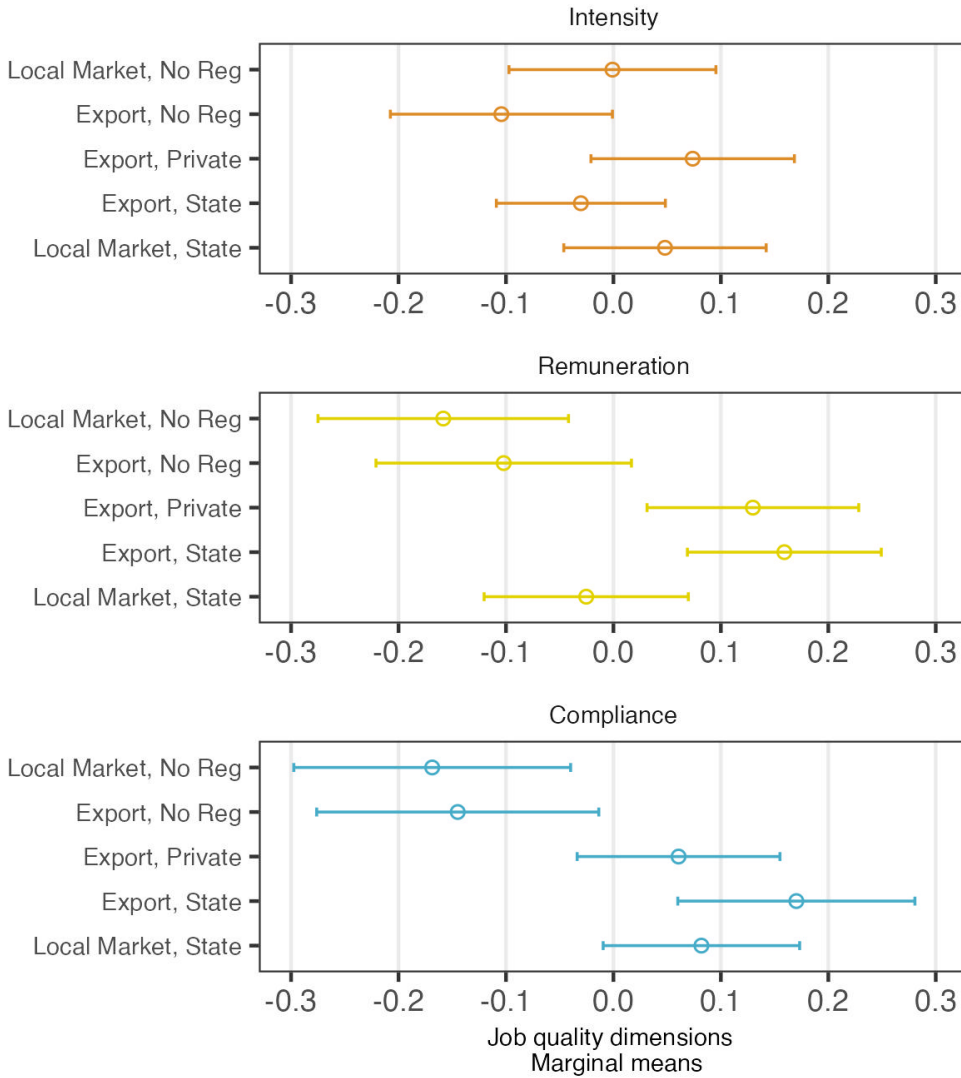 Intensity
Local Market, No Reg
Export, No Reg
Export, Private
Export, State
Local Market, State
-0.3 -0.2 -0.1 0.0 0.1 0.2 0.3
Remuneration
Local Market, No Reg
Export, No Reg
Export, Private
Export, State
Local Market, State
-0.3 -0.2 -0.1 0.0 0.1 0.2 0.3
Compliance
Local Market, No Reg
Export, No Reg
Export, Private
Export, State
Local Market, State
-0.3 -0.2 -0.1 0.0 0.1 0.2 0.3
Job quality dimensions
Marginal means